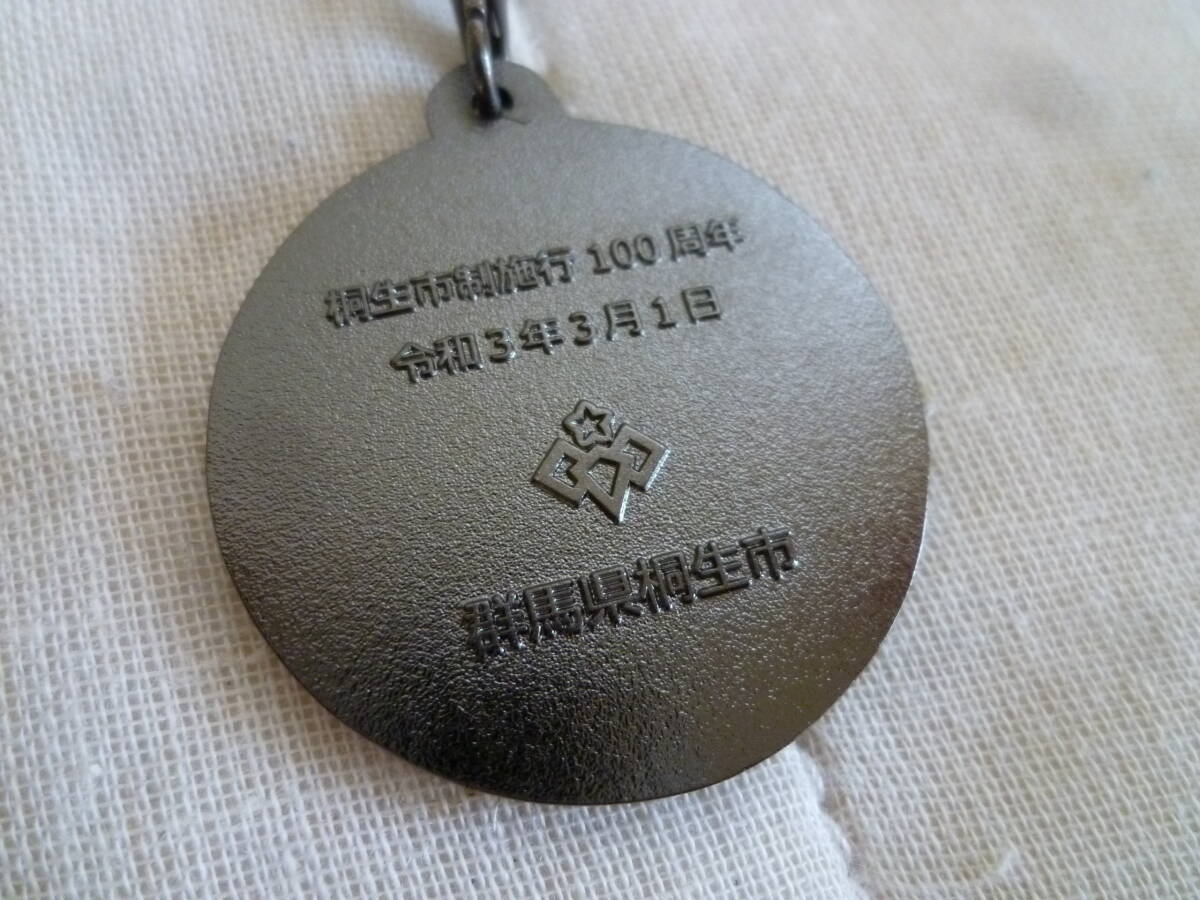 桐生市制施行 100 周年
令和 3 年 3 月 1 日
群馬県桐生市